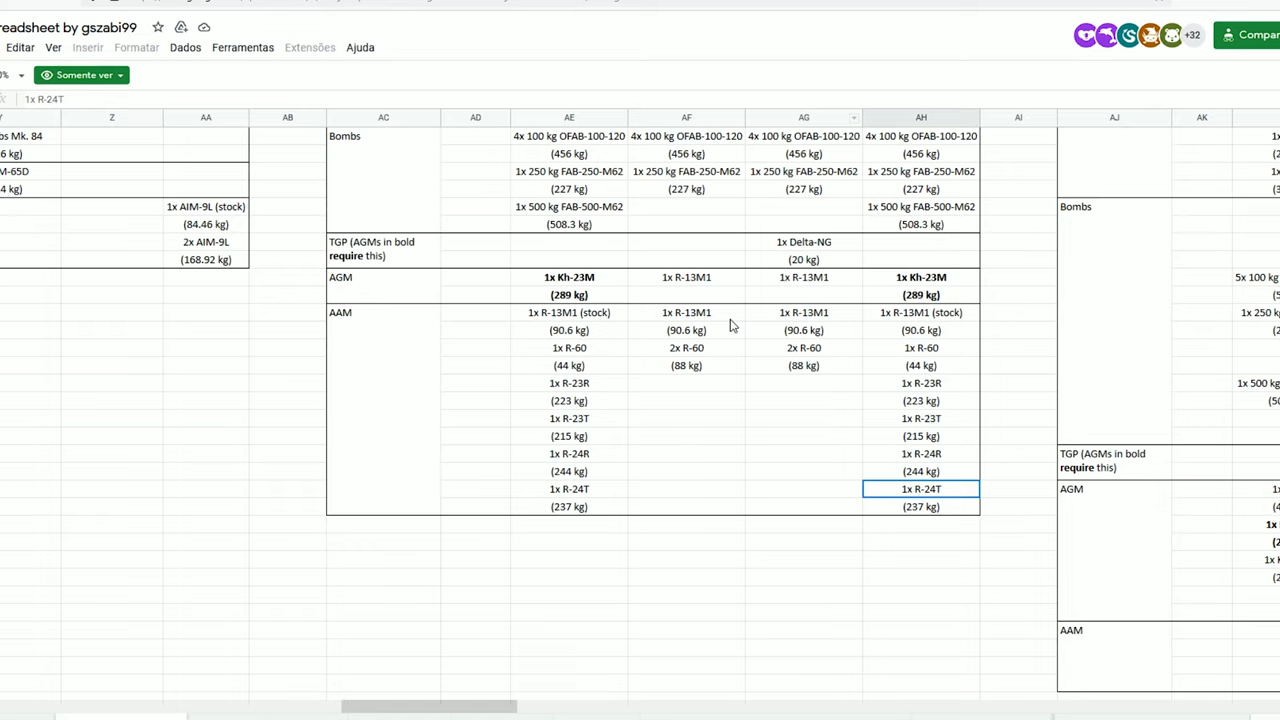 readsheet by gszabi99
+32
Compar
Editar Ver Inserir Formatar Dados Ferramentas Extensões Ajuda
Somente ver
1x R-24T
Z AA AB AC AD AE AF AG AH AI AJ AK
bs Mk. 84 Bombs 4x 100 kg OFAB-100-120 4x 100 kg OFAB-100-120 4x 100 kg OFAB-100-120 4x 100 kg OFAB-100-120
6 kg) (456 kg) (456 kg) (456 kg) (456 kg)
M-65D 1x 250 kg FAB-250-M62 1x 250 kg FAB-250-M62 1x 250 kg FAB-250-M62 1x 250 kg FAB-250-M62
4 kg) (227 kg) (227 kg) (227 kg) (227 kg)
1x AIM-9L (stock) 1x 500 kg FAB-500-M62 1x 500 kg FAB-500-M62 Bombs
(84.46 kg) (508.3 kg) (508.3 kg)
2x AIM-9L TGP (AGMs in bold 1x Delta-NG
(168.92 kg) require this) (20 kg)
AGM 1x Kh-23M 1x R-13M1 1x R-13M1 1x Kh-23M 5x 100 kg
(289 kg) (289 kg)
AAM 1x R-13M1 (stock) 1x R-13M1 1x R-13M1 1x R-13M1 (stock) 1x 250 kg
(90.6 kg) (90.6 kg) (90.6 kg) (90.6 kg)
1x R-60 2x R-60 2x R-60 1x R-60
(44 kg) (88 kg) (88 kg) (44 kg)
1x R-23R 1x R-23R 1x 500 kg
(223 kg) (223 kg)
1x R-23T 1x R-23T
(215 kg) (215 kg)
1x R-24R 1x R-24R TGP (AGMs in bold
(244 kg) (244 kg) require this)
1x R-24T 1x R-24T AGM
(237 kg) (237 kg)
AAM